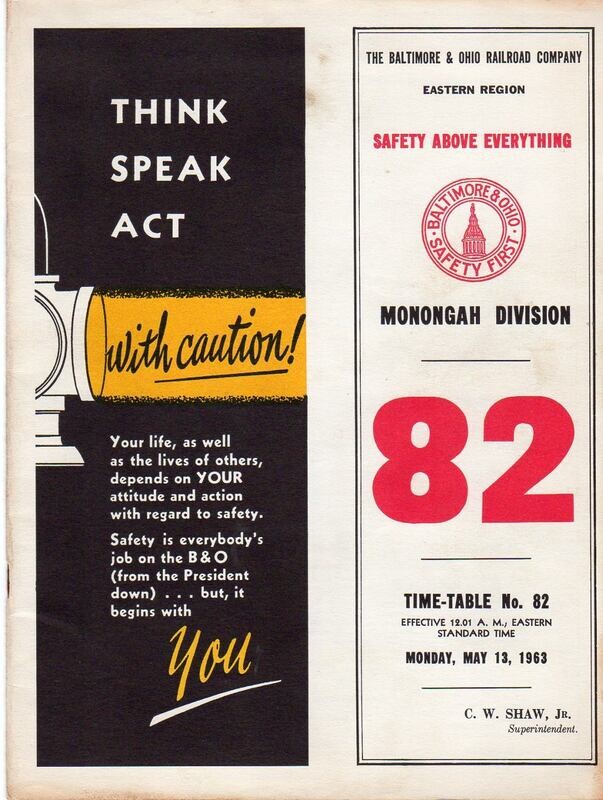 THINK
SPEAK
ACT
with caution!
Your life, as well
as the lives of others,
depends on YOUR
attitude and action
with regard to safety.
Safety is everybody's
job on the B & O
(from the President
down) . . . but, it
begins with
You
THE BALTIMORE & OHIO RAILROAD COMPANY
EASTERN REGION
SAFETY ABOVE EVERYTHING
BALTIMORE & OHIO
SAFETY FIRST
MONONGAH DIVISION
82
TIME-TABLE No. 82
EFFECTIVE 12.01 A. M., EASTERN
STANDARD TIME
MONDAY, MAY 13, 1963
C. W. SHAW, JR.
Superintendent.